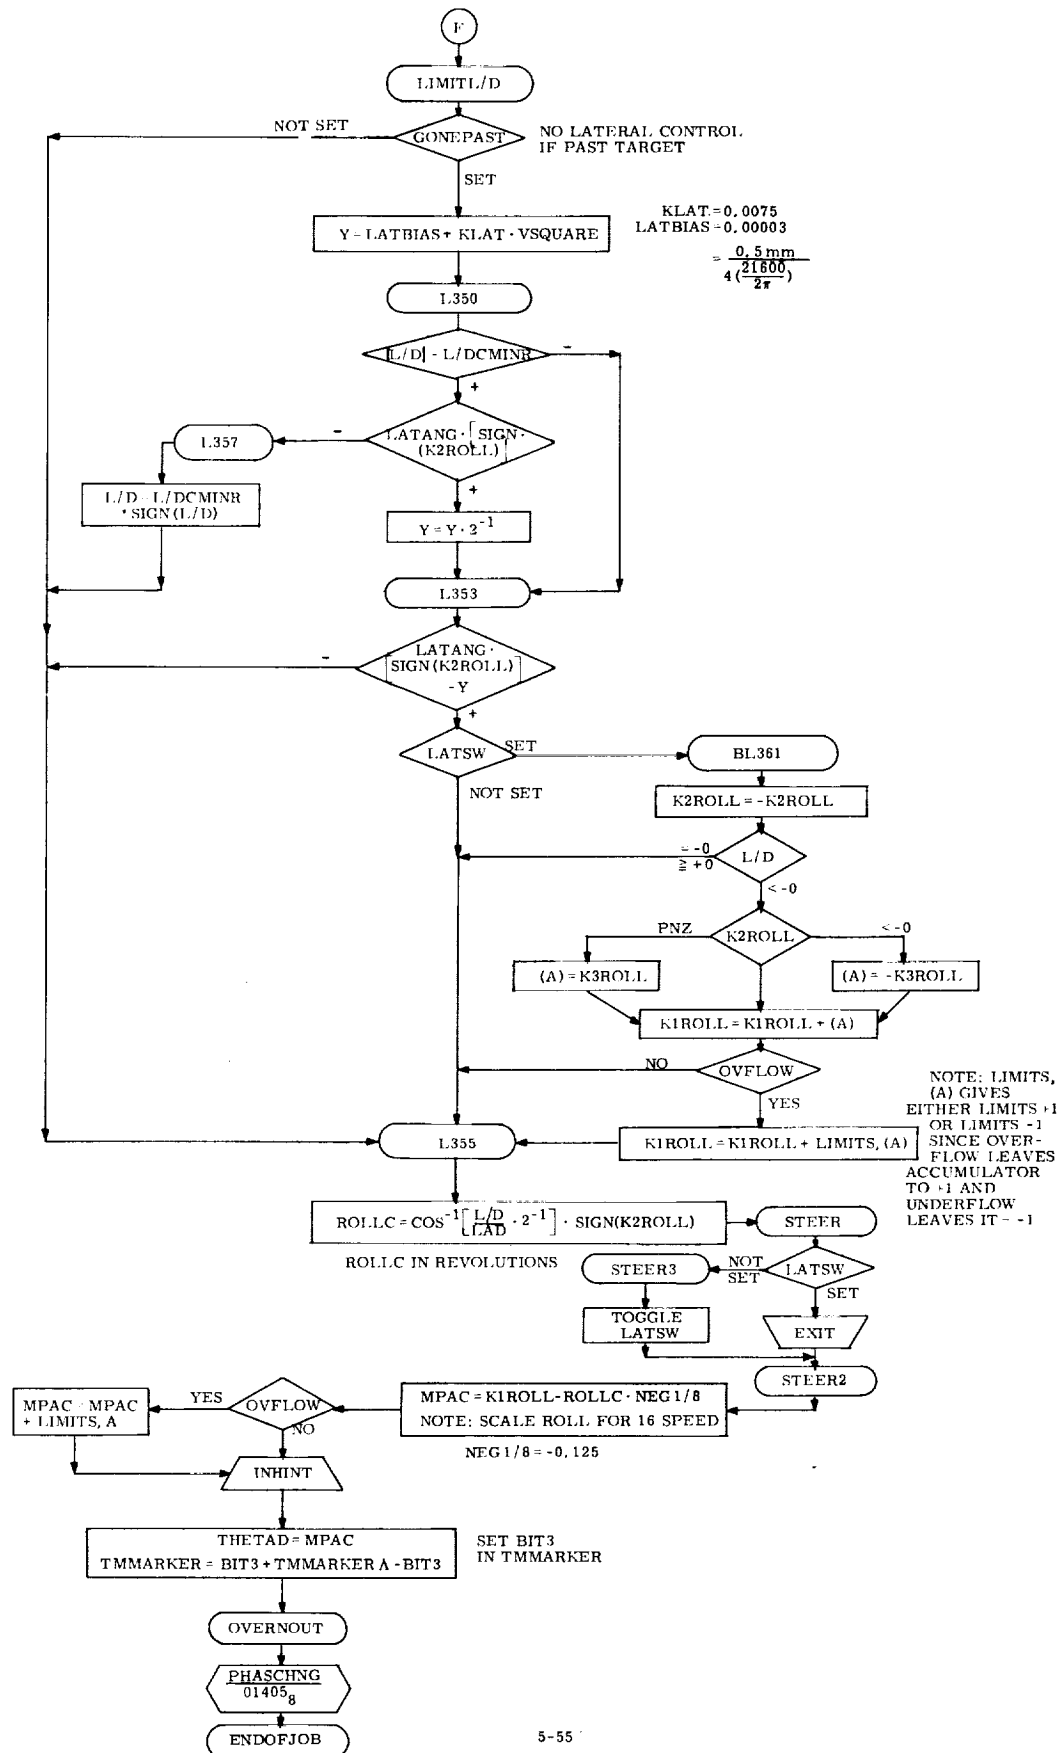 F
LIMITL/D
NOT SET
GONEPAST
NO LATERAL CONTROL
IF PAST TARGET
SET
Y=LATBIAS+ KLAT · VSQUARE
KLAT=0.0075
LATBIAS=0.00003
= 0.5 mm
4(21600
2π)
L350
|L/D| - L/DCMINR
-
+
LATANG · [SIGN ·
(K2ROLL)]
-
L357
L/D - L/DCMINR
* SIGN(L/D)
+
Y=Y·2^-1
L353
[LATANG ·
SIGN(K2ROLL)]
-Y
-
+
LATSW
SET
BL361
NOT SET
K2ROLL=-K2ROLL
L/D
= -0
≧ +0
< -0
PNZ
K2ROLL
< -0
(A)=K3ROLL
(A)=-K3ROLL
K1ROLL=K1ROLL + (A)
NO
OVFLOW
YES
K1ROLL=K1ROLL + LIMITS, (A)
NOTE: LIMITS,
(A) GIVES
EITHER LIMITS +1
OR LIMITS -1
SINCE OVER-
FLOW LEAVES
ACCUMULATOR
TO +1 AND
UNDERFLOW
LEAVES IT - -1
L355
ROLLC=COS^-1[L/D/LAD · 2^-1] · SIGN(K2ROLL)
ROLLC IN REVOLUTIONS
STEER
LATSW
NOT
SET
SET
STEER3
TOGGLE
LATSW
EXIT
STEER2
MPAC=K1ROLL-ROLLC · NEG1/8
NOTE: SCALE ROLL FOR 16 SPEED
NEG1/8=-0.125
OVFLOW
YES
NO
MPAC - MPAC
+ LIMITS, A
INHINT
THETAD=MPAC
TMMARKER = BIT3+TMMARKER A -BIT3
SET BIT3
IN TMMARKER
OVERNOUT
PHASCHNG
01405₈
ENDOFJOB
5-55